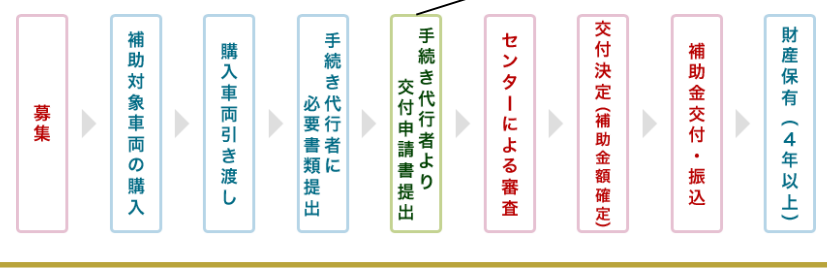 募集
補助対象車両の購入
購入車両引き渡し
手続き代行者に
必要書類提出
手続き代行者より
交付申請書提出
センターによる審査
交付決定(補助金額確定)
補助金交付・振込
財産保有(4年以上)